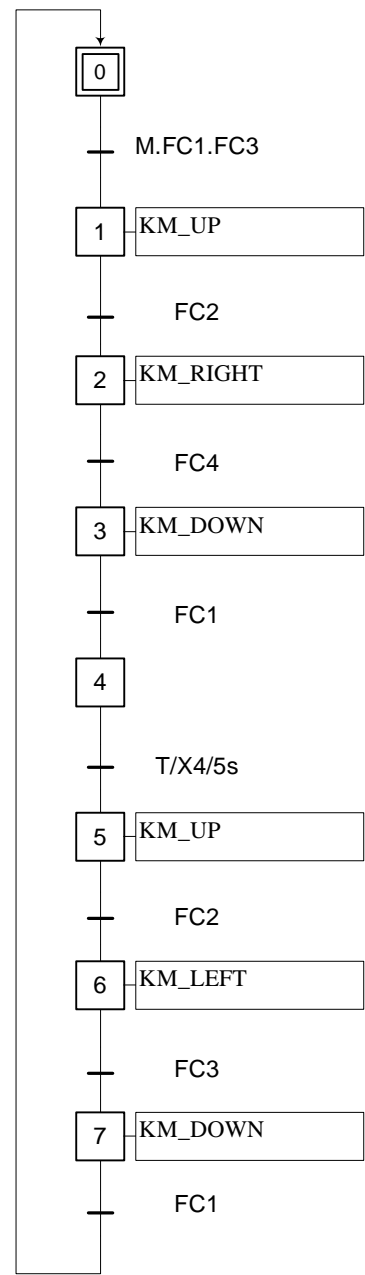 0
M.FC1.FC3
1 KM_UP
FC2
2 KM_RIGHT
FC4
3 KM_DOWN
FC1
4
T/X4/5s
5 KM_UP
FC2
6 KM_LEFT
FC3
7 KM_DOWN
FC1